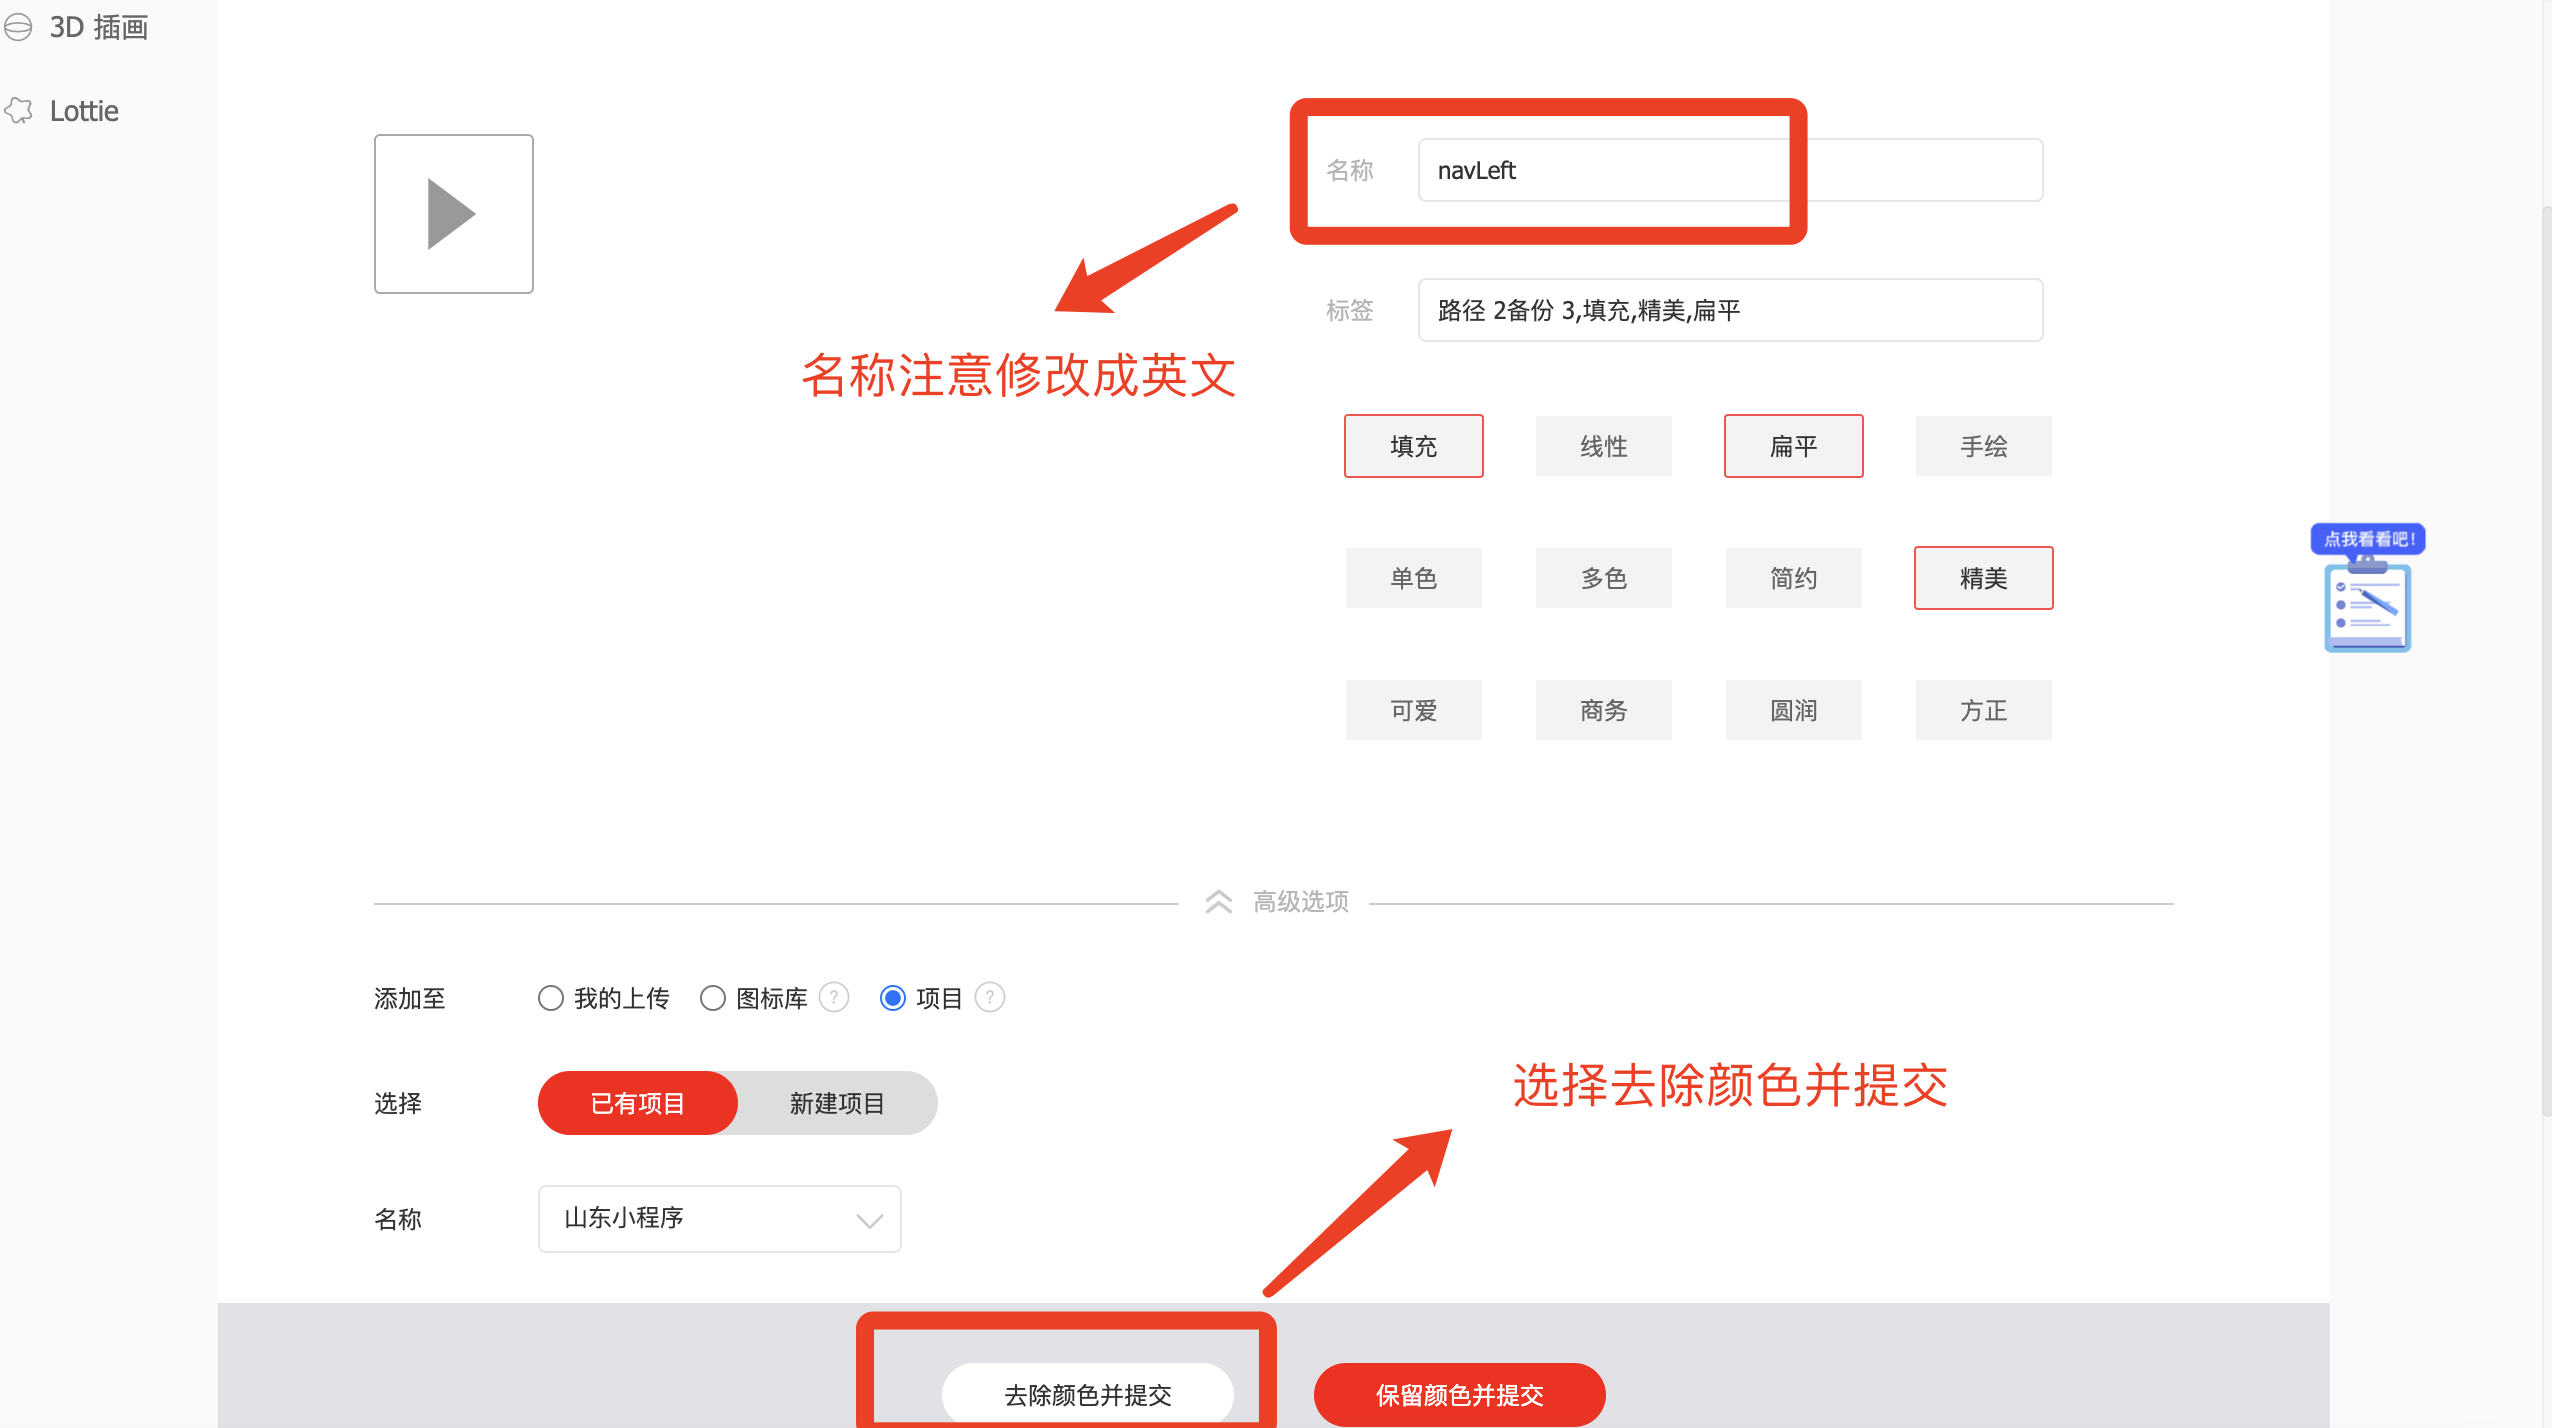 3D 插画
Lottie
名称
navLeft
标签
路径 2备份 3,填充,精美,扁平
名称注意修改成英文
填充
线性
扁平
手绘
点我看看吧!
单色
多色
简约
精美
可爱
商务
圆润
方正
高级选项
添加至
我的上传
图标库
?
项目
?
选择
已有项目
新建项目
选择去除颜色并提交
名称
山东小程序
去除颜色并提交
保留颜色并提交